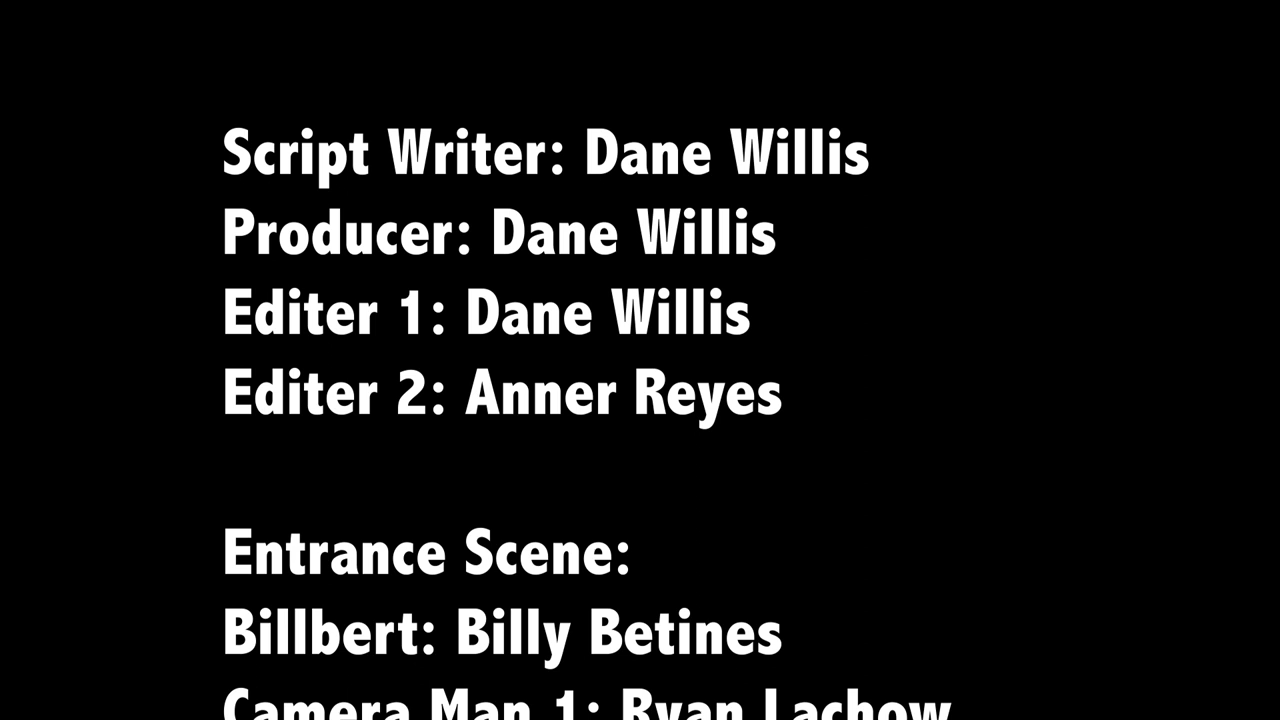 Script Writer: Dane Willis
Producer: Dane Willis
Editer 1: Dane Willis
Editer 2: Anner Reyes
Entrance Scene:
Billbert: Billy Betines
Camera Man 1: Ryan Lachow